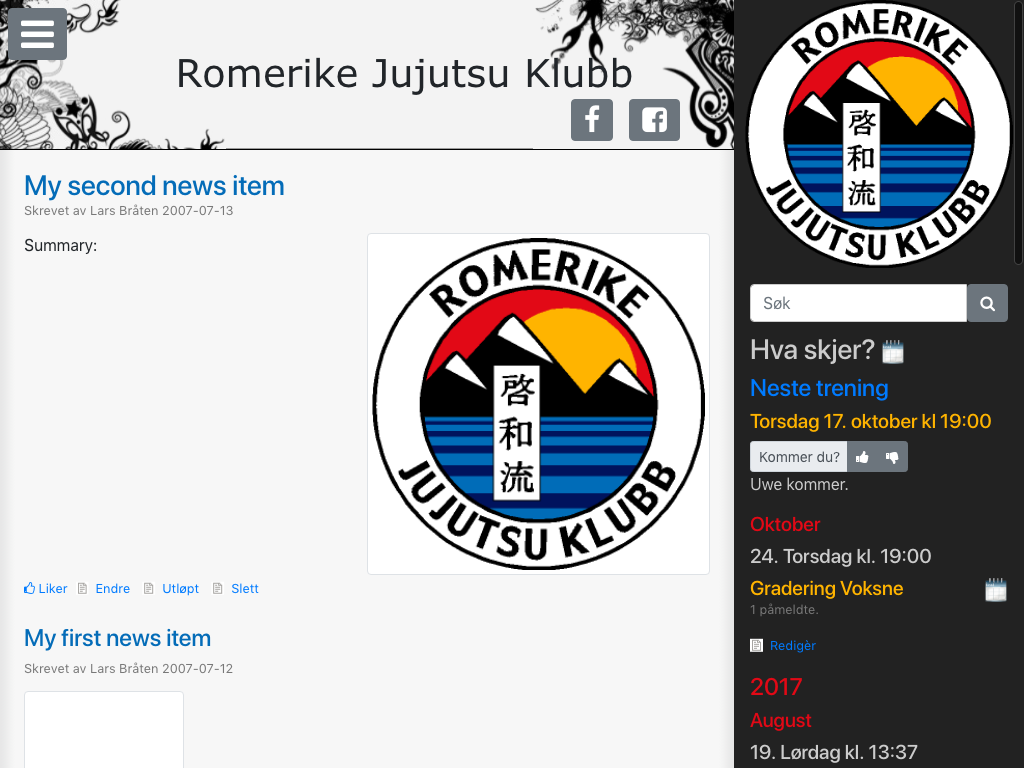 Romerike Jujutsu Klubb
My second news item
Skrevet av Lars Bråten 2007-07-13
Summary:
ROMERIKE
啓和流
JUJUTSU KLUBB
Liker Endre Utløpt Slett
My first news item
Skrevet av Lars Bråten 2007-07-12
ROMERIKE
啓和流
JUJUTSU KLUBB
Søk
Hva skjer?
Neste trening
Torsdag 17. oktober kl 19:00
Kommer du?
Uwe kommer.
Oktober
24. Torsdag kl. 19:00
Gradering Voksne
1 påmeldte.
Redigèr
2017
August
19. Lørdag kl. 13:37